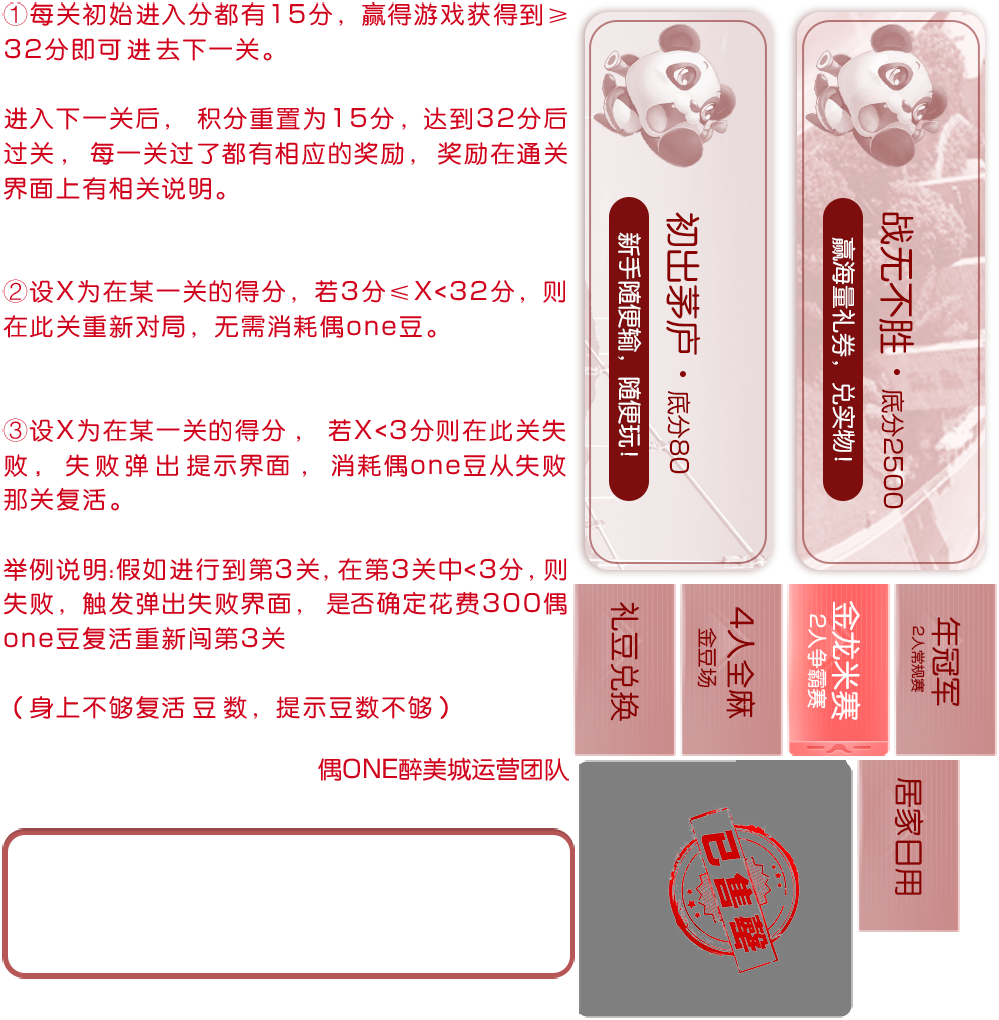 ①每关初始进入分都有15分，赢得游戏获得到≥
32分即可进去下一关。
进入下一关后， 积分重置为15分，达到32分后
过关， 每一关过了都有相应的奖励， 奖励在通关
界面上有相关说明。
②设X为在某一关的得分，若3分≤X<32分，则
在此关重新对局，无需消耗偶one豆。
③设X为在某一关的得分， 若X<3分则在此关失
败， 失败弹出提示界面， 消耗偶one豆从失败
那关复活。
举例说明:假如进行到第3关, 在第3关中<3分, 则
失败，触发弹出失败界面， 是否确定花费300偶
one豆复活重新闯第3关
（身上不够复活豆数，提示豆数不够）
偶ONE醉美城运营团队
初出茅庐·底分80
新手随便输，随便玩！
战无不胜·底分2500
赢海量礼券，兑实物！
礼豆兑换
4人全麻
金豆场
金龙米赛
2人争霸赛
年冠军
2人常规赛
已售罄
居家日用